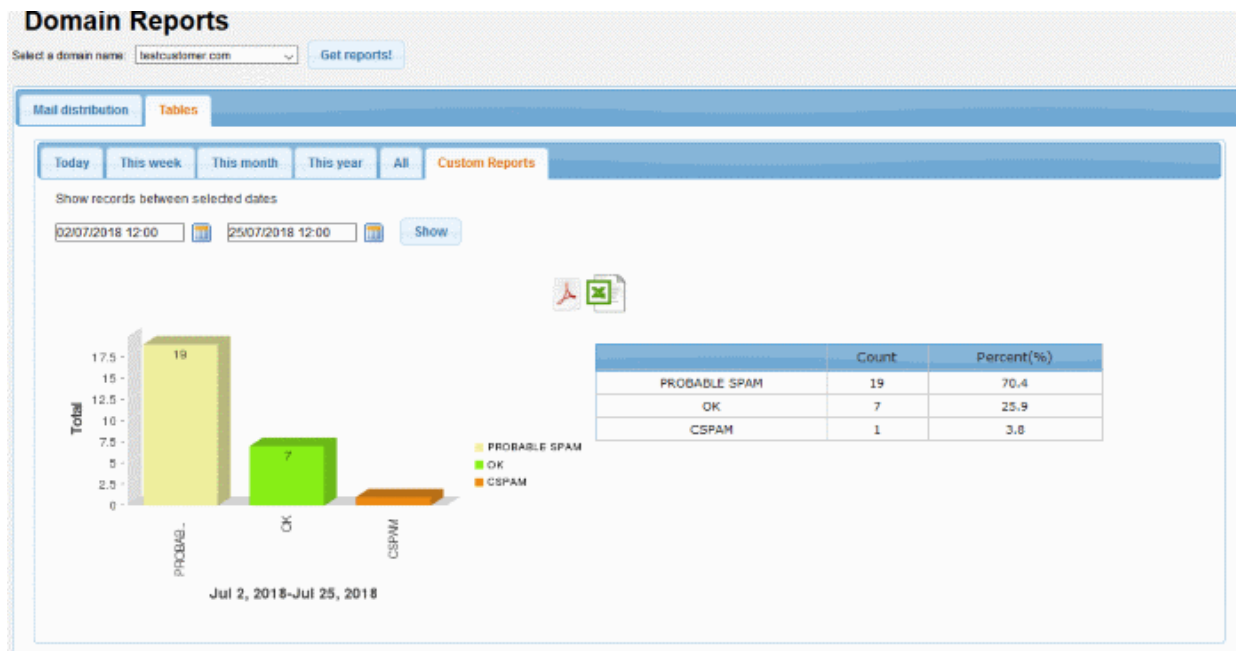 Domain Reports
Select a domain name: testcustomer.com Get reports!
Mail distribution Tables
Today This week This month This year All Custom Reports
Show records between selected dates
02/07/2018 12:00 25/07/2018 12:00 Show
17.5
15
12.5
10
7.5
5
2.5
0
Total
19
7
PROBAB..
OK
CSPAM
Jul 2, 2018-Jul 25, 2018
PROBABLE SPAM
OK
CSPAM
Count Percent(%)
PROBABLE SPAM 19 70.4
OK 7 25.9
CSPAM 1 3.8